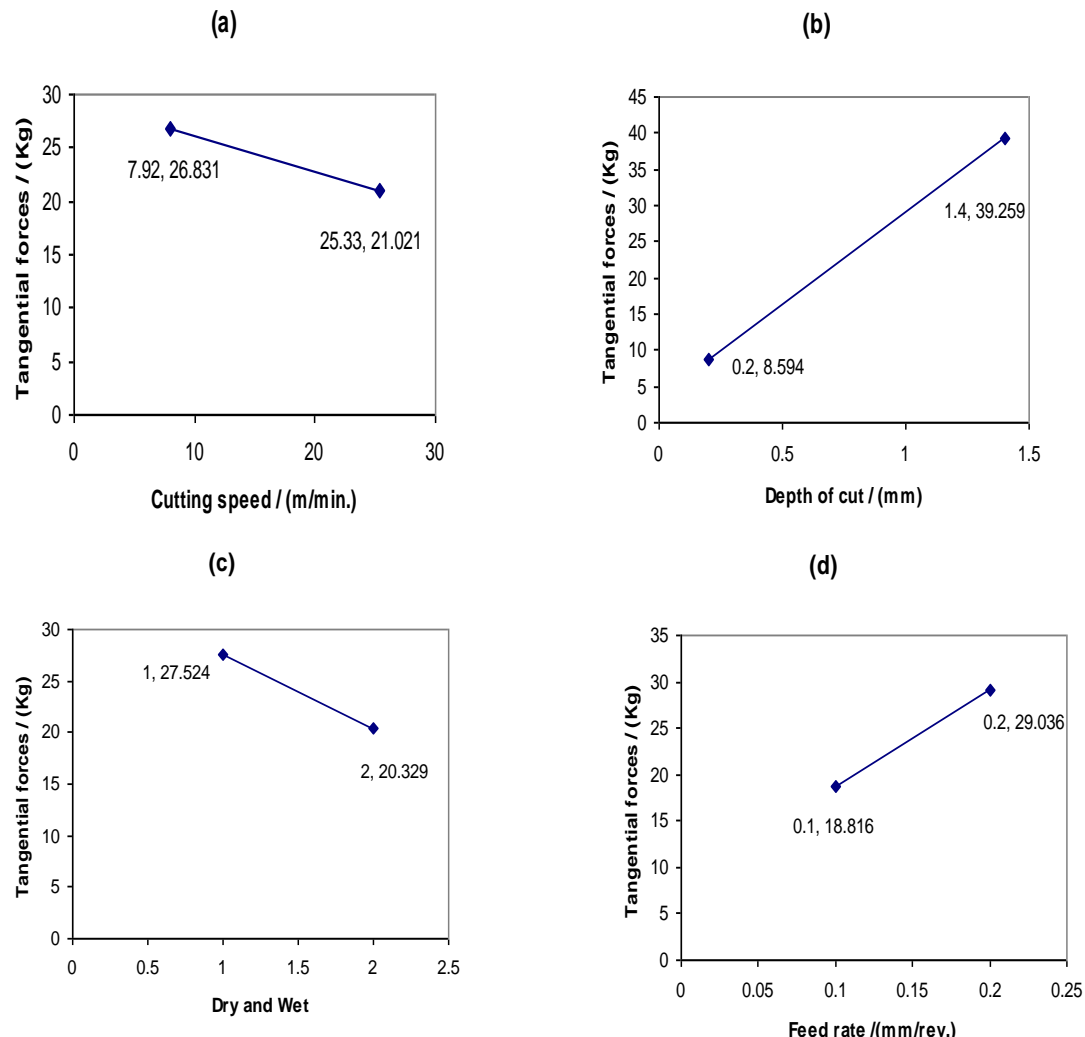 (a)
Tangential forces / (Kg)
30
25
20
15
10
5
0
7.92, 26.831
25.33, 21.021
0 10 20 30
Cutting speed / (m/min.)
(b)
Tangential forces / (Kg)
45
40
35
30
25
20
15
10
5
0
1.4, 39.259
0.2, 8.594
0 0.5 1 1.5
Depth of cut / (mm)
(c)
Tangential forces / (Kg)
30
25
20
15
10
5
0
1, 27.524
2, 20.329
0 0.5 1 1.5 2 2.5
Dry and Wet
(d)
Tangential forces / (Kg)
35
30
25
20
15
10
5
0
0.2, 29.036
0.1, 18.816
0 0.05 0.1 0.15 0.2 0.25
Feed rate /(mm/rev.)